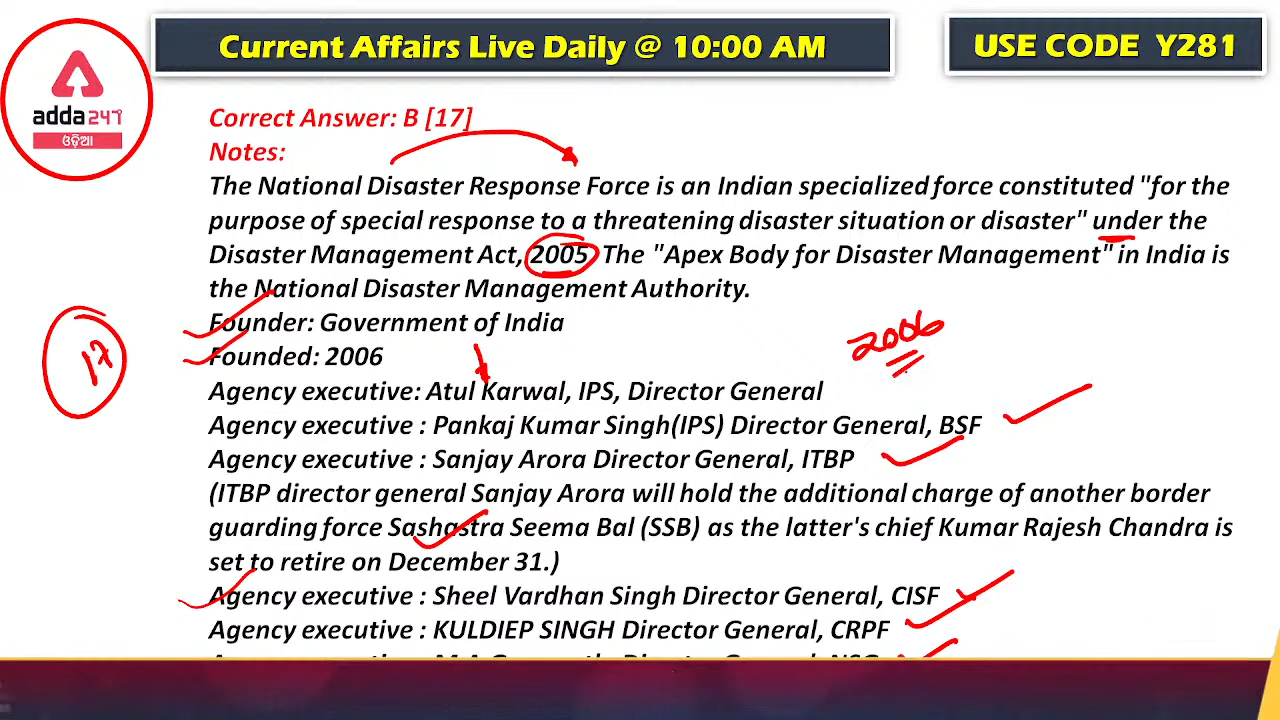 Current Affairs Live Daily @ 10:00 AM
USE CODE Y281
adda247
ଓଡ଼ିଆ
Correct Answer: B [17]
Notes:
The National Disaster Response Force is an Indian specialized force constituted "for the
purpose of special response to a threatening disaster situation or disaster" under the
Disaster Management Act, 2005. The "Apex Body for Disaster Management" in India is
the National Disaster Management Authority.
Founder: Government of India
Founded: 2006
2006
17
Agency executive: Atul Karwal, IPS, Director General
Agency executive : Pankaj Kumar Singh(IPS) Director General, BSF
Agency executive : Sanjay Arora Director General, ITBP
(ITBP director general Sanjay Arora will hold the additional charge of another border
guarding force Sashastra Seema Bal (SSB) as the latter's chief Kumar Rajesh Chandra is
set to retire on December 31.)
Agency executive : Sheel Vardhan Singh Director General, CISF
Agency executive : KULDIEP SINGH Director General, CRPF